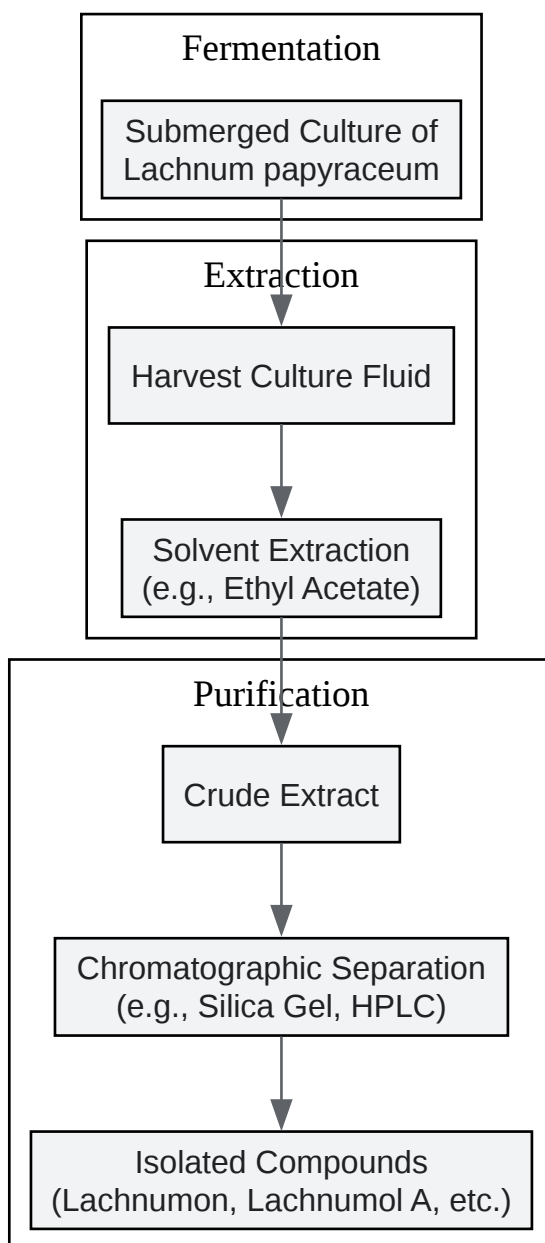 Fermentation
Submerged Culture of
Lachnum papyraceum
Extraction
Harvest Culture Fluid
Solvent Extraction
(e.g., Ethyl Acetate)
Purification
Crude Extract
Chromatographic Separation
(e.g., Silica Gel, HPLC)
Isolated Compounds
(Lachnumon, Lachnumol A, etc.)